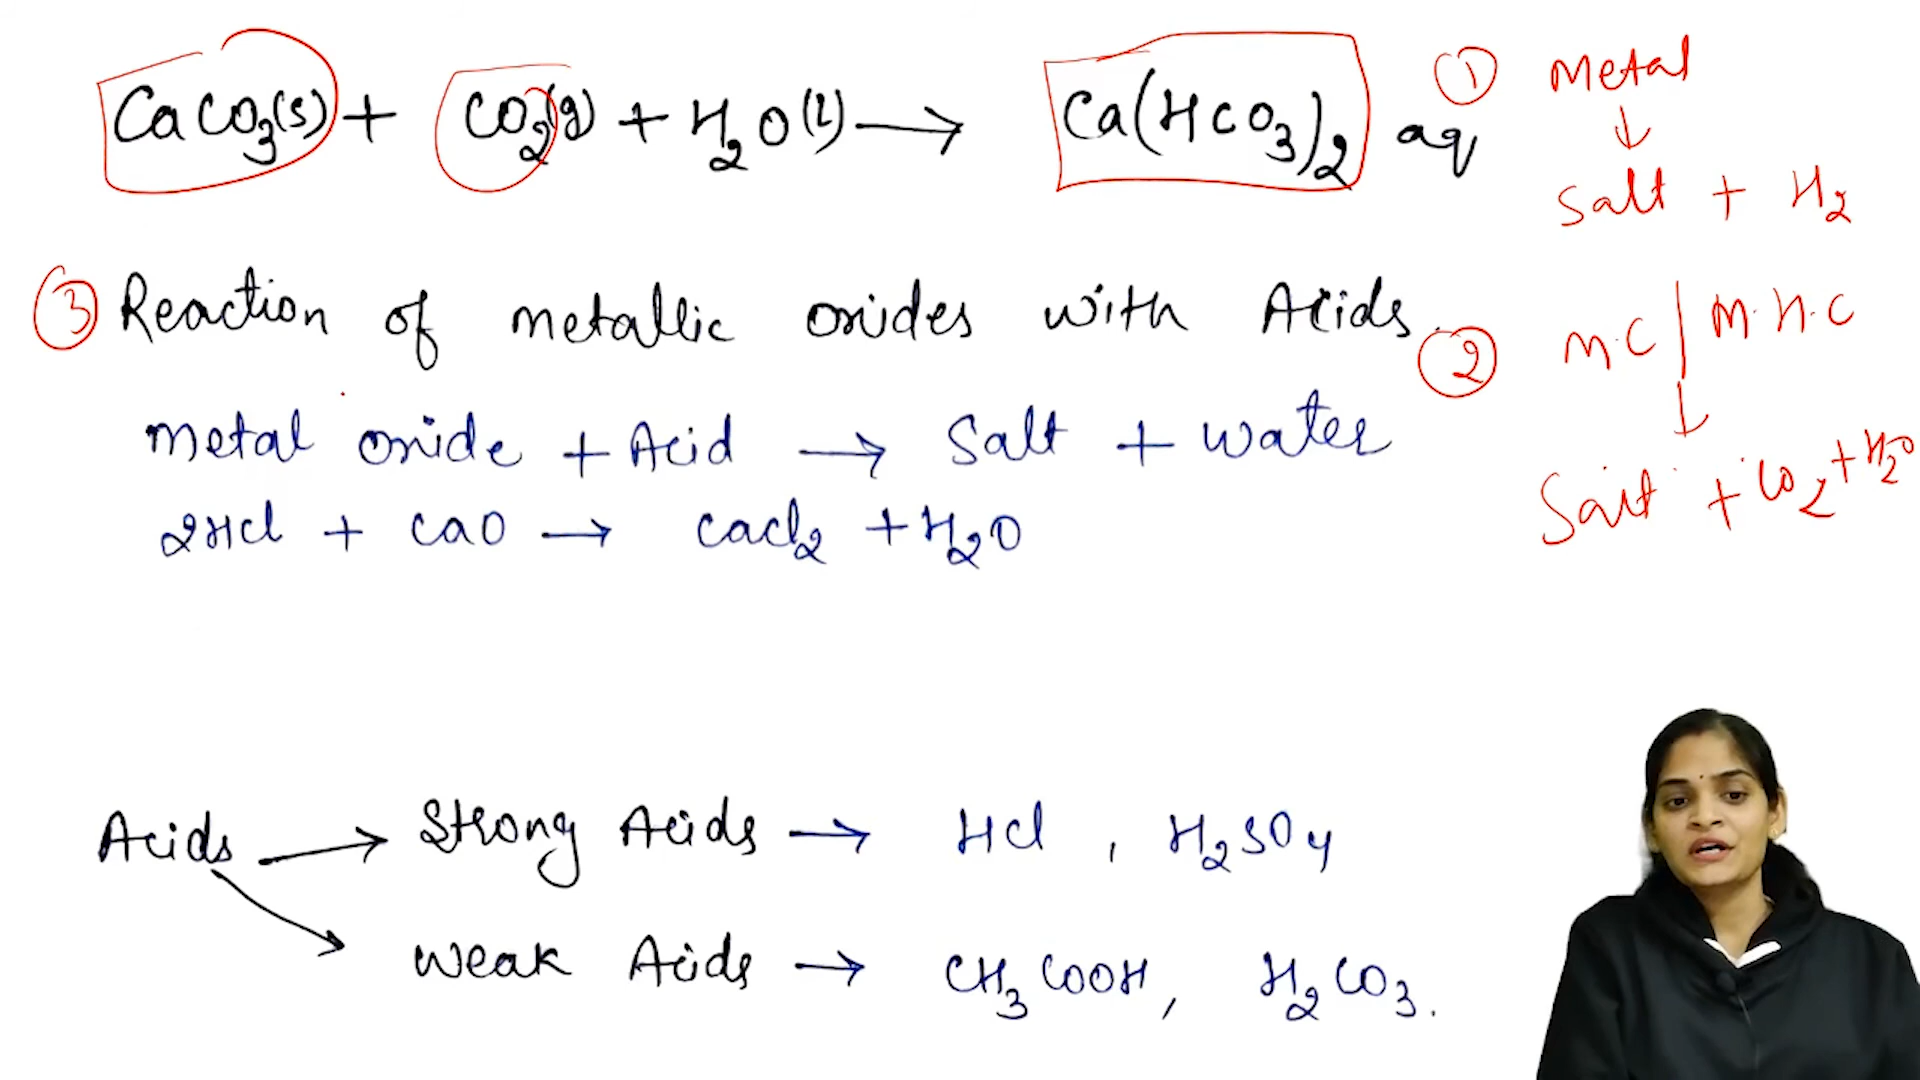 CaCO3(s) + CO2(g) + H2O(l) → Ca(HCO3)2 aq
① Metal
↓
Salt + H2
③ Reaction of metallic oxides with Acids.
② M.C | M.H.C
↓
Salt + CO2 + H2O
Metal oxide + Acid → Salt + water
2HCl + CaO → CaCl2 + H2O
Acids → Strong Acids → HCl , H2SO4
Weak Acids → CH3COOH, H2CO3.